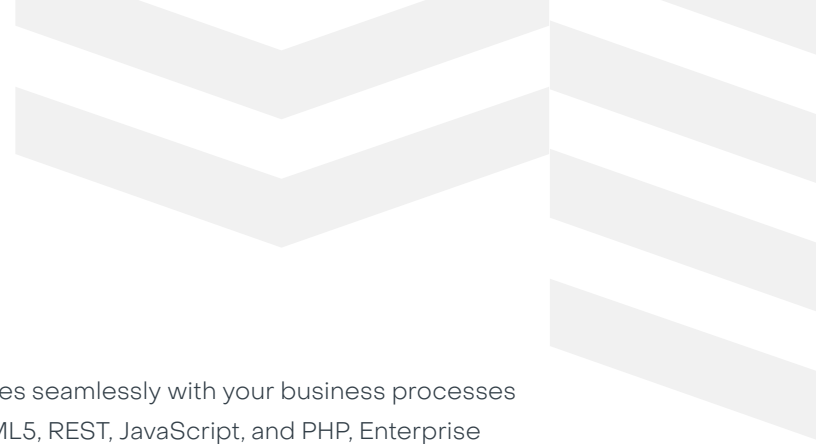 es seamlessly with your business processes
ML5, REST, JavaScript, and PHP, Enterprise